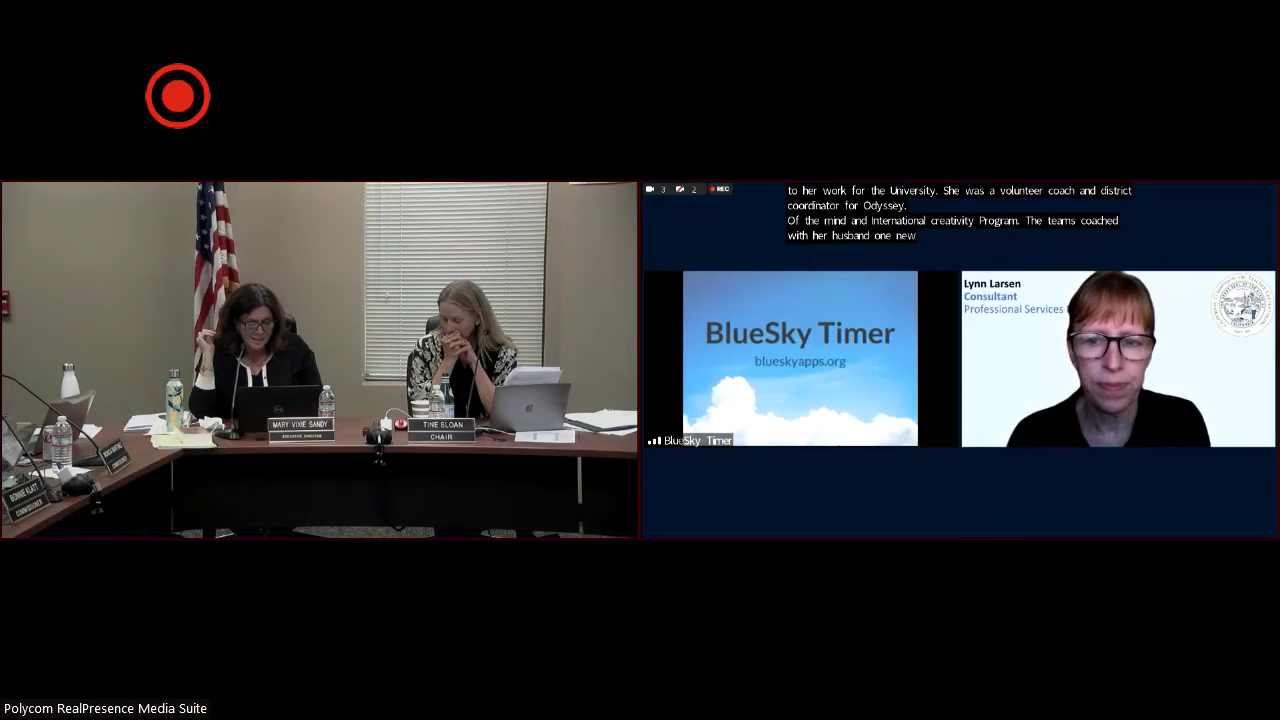 3 2 REC
to her work for the University. She was a volunteer coach and district
coordinator for Odyssey.
Of the mind and International creativity Program. The teams coached
with her husband one new
BlueSky Timer
blueskyapps.org
BlueSky Timer
Lynn Larsen
Consultant
Professional Services
MARY VIXIE SANDY
EXECUTIVE DIRECTOR
TINE SLOAN
CHAIR
BONNIE KLATT
COMMISSIONER
COMMISSIONER
Polycom RealPresence Media Suite